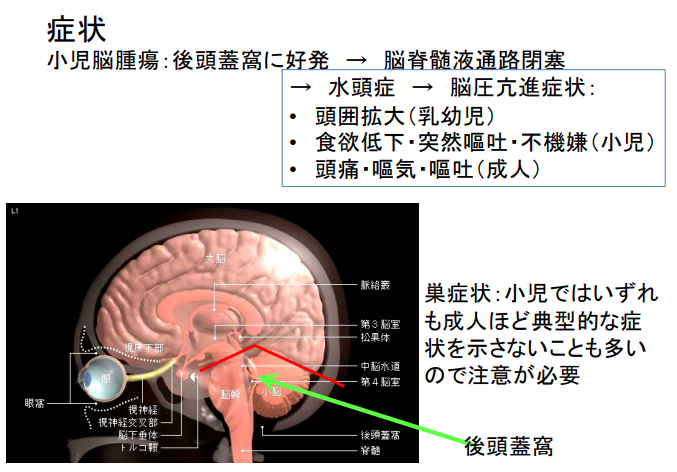 症状
小児脳腫瘍：後頭蓋窩に好発 → 脳脊髄液通路閉塞
→ 水頭症 → 脳圧亢進症状：
• 頭囲拡大（乳幼児）
• 食欲低下・突然嘔吐・不機嫌（小児）
• 頭痛・嘔気・嘔吐（成人）
L1
大脳
脈絡叢
第３脳室
松果体
視床下部
中脳水道
第４脳室
眼
脳幹
小脳
眼窩
視神経
視神経交叉部
脳下垂体
トルコ鞍
後頭蓋窩
脊髄
巣症状：小児ではいずれ
も成人ほど典型的な症
状を示さないことも多い
ので注意が必要
後頭蓋窩